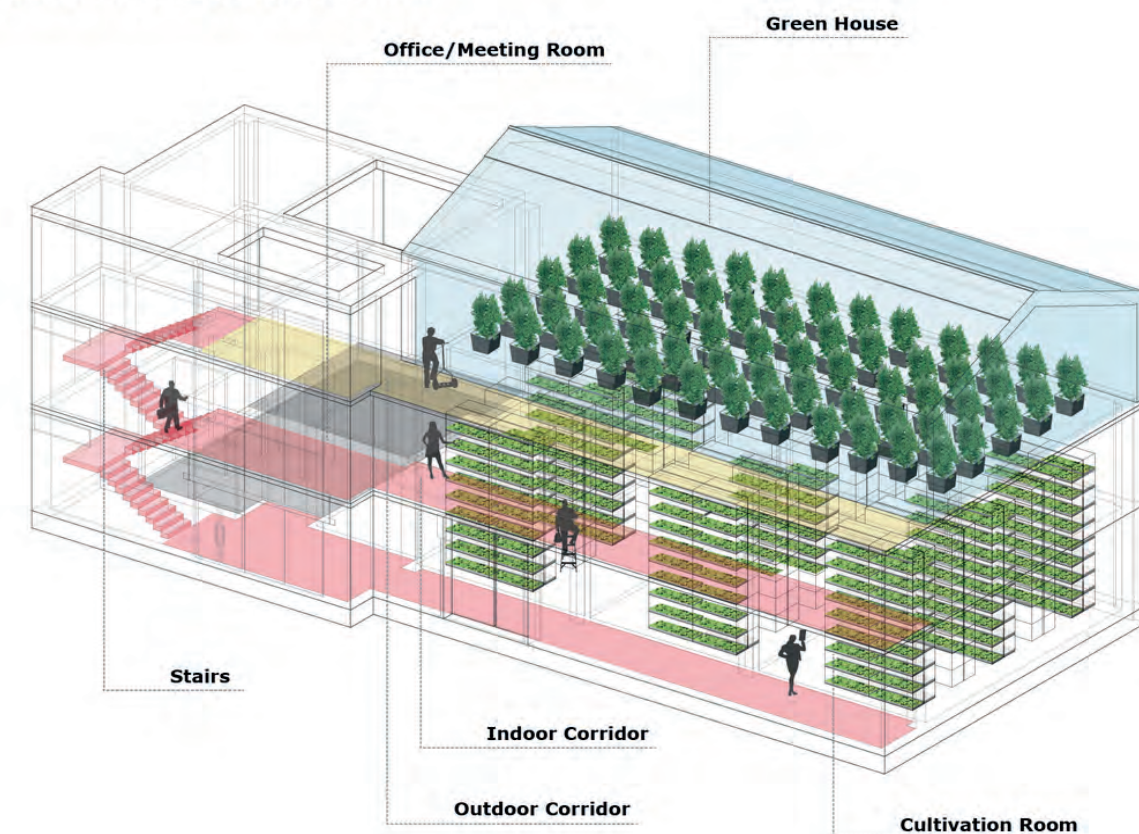 Green House
Office/Meeting Room
Stairs
Indoor Corridor
Outdoor Corridor
Cultivation Room